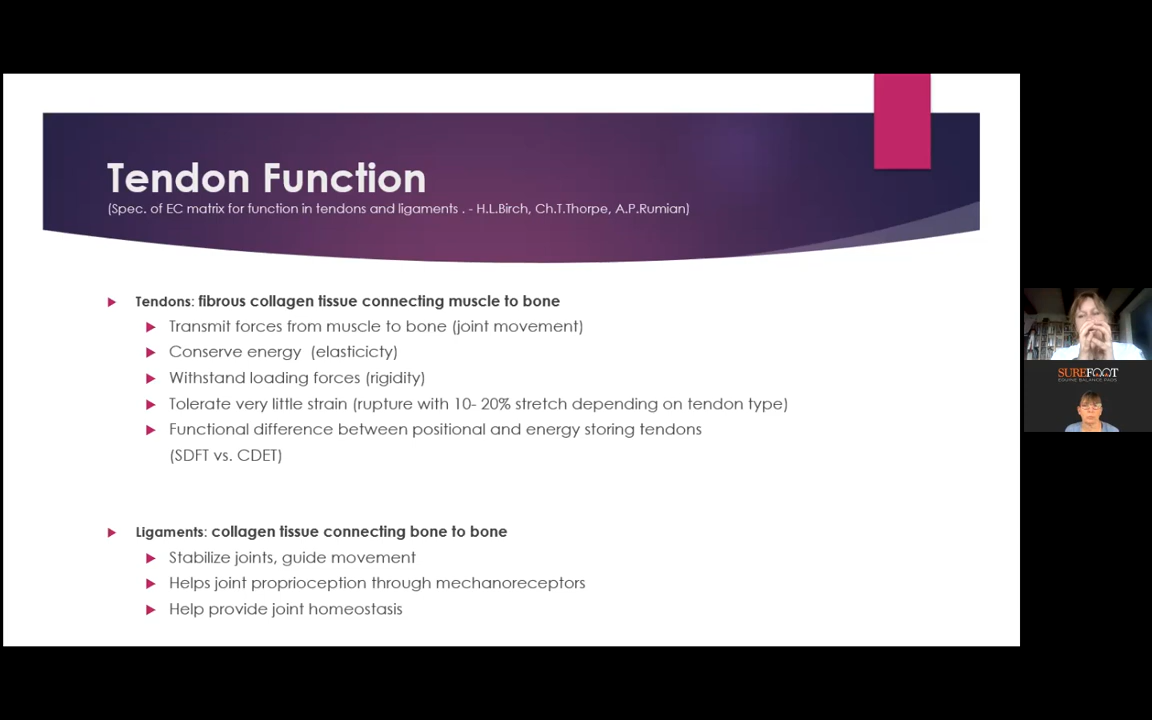 Tendon Function
(Spec. of EC matrix for function in tendons and ligaments . - H.L.Birch, Ch.T.Thorpe, A.P.Rumian)
Tendons: fibrous collagen tissue connecting muscle to bone
Transmit forces from muscle to bone (joint movement)
Conserve energy (elasticicty)
Withstand loading forces (rigidity)
Tolerate very little strain (rupture with 10- 20% stretch depending on tendon type)
Functional difference between positional and energy storing tendons
(SDFT vs. CDET)
Ligaments: collagen tissue connecting bone to bone
Stabilize joints, guide movement
Helps joint proprioception through mechanoreceptors
Help provide joint homeostasis
SUREFOOT
EQUINE BALANCE PADS